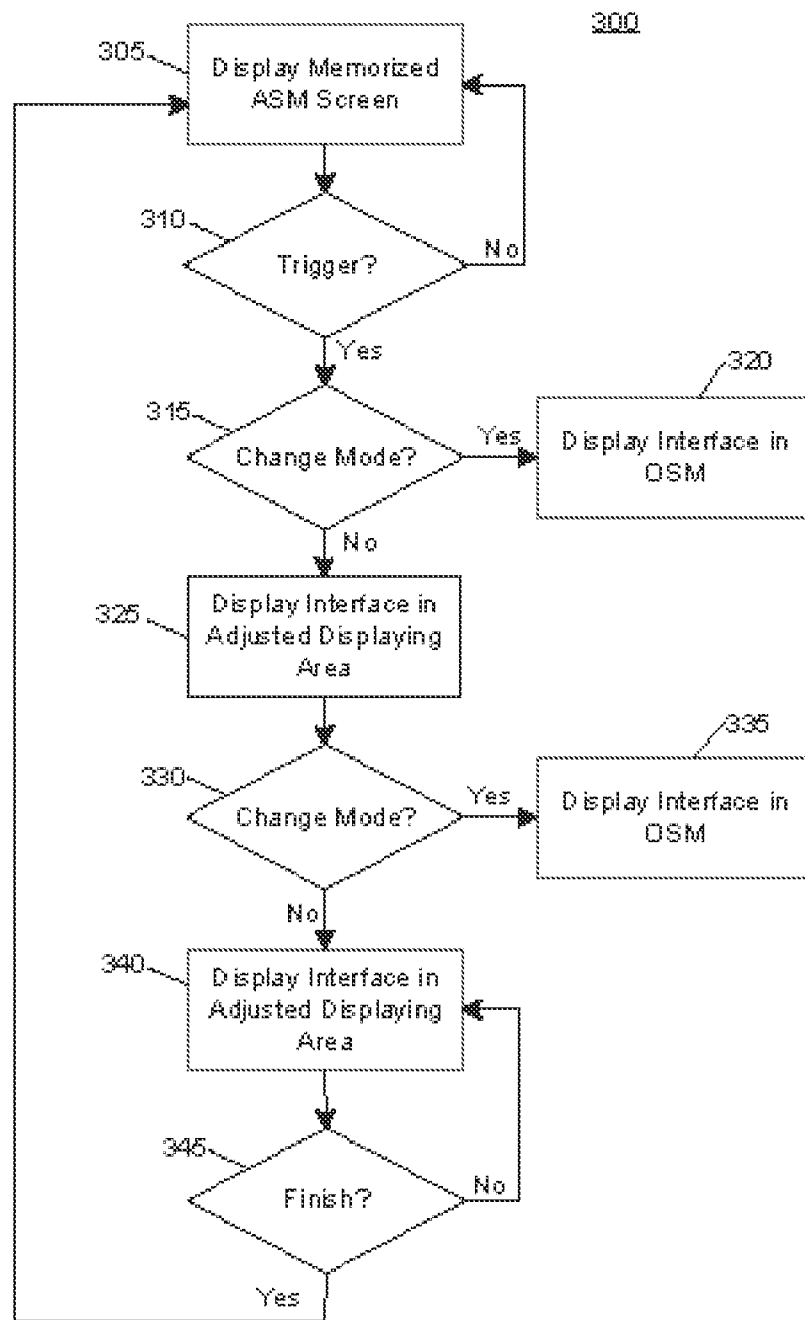 300
305
Display Memorized
ASM Screen
310
Trigger?
No
Yes
315
Change Mode?
Yes
320
Display Interface in
OSM
No
325
Display Interface in
Adjusted Displaying
Area
330
Change Mode?
Yes
335
Display Interface in
OSM
No
340
Display Interface in
Adjusted Displaying
Area
345
Finish?
No
Yes